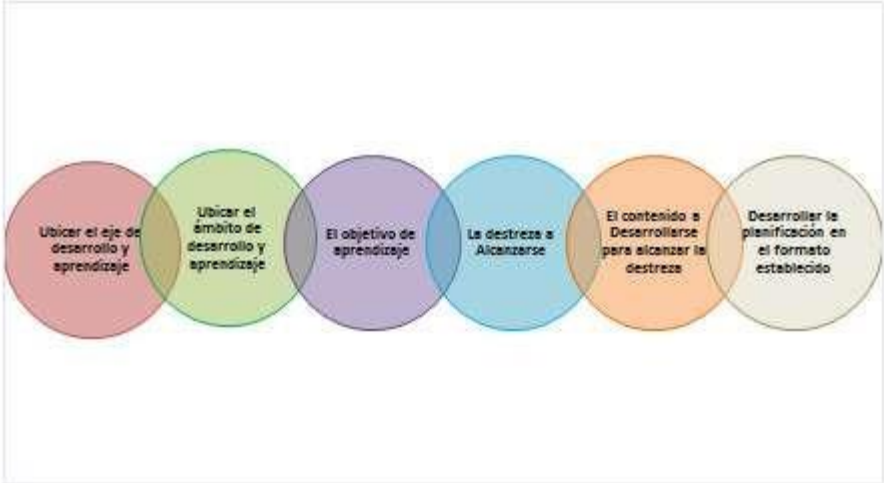 Ubicar el eje de
desarrollo y
aprendizaje
Ubicar el
ámbito de
desarrollo y
aprendizaje
El objetivo de
aprendizaje
La destreza a
Alcanzarse
El contenido a
Desarrollarse
para alcanzar la
destreza
Desarrollar la
planificación en
el formato
establecido